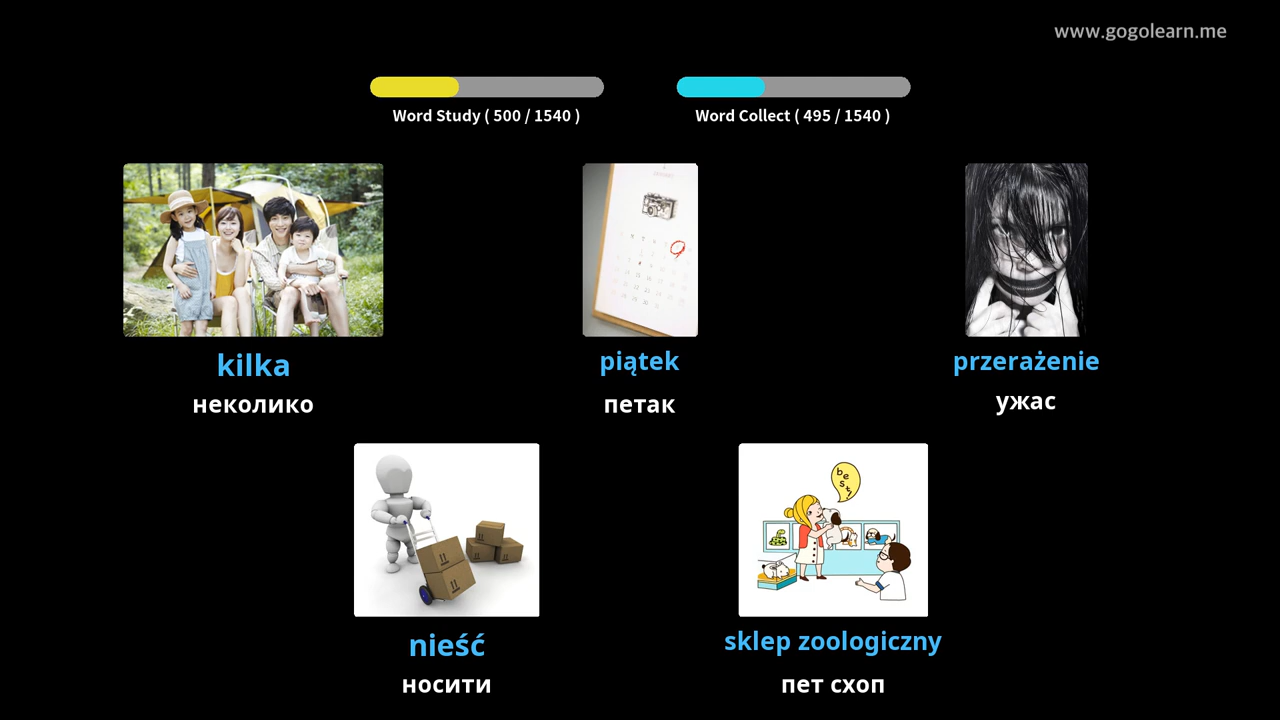 www.gogolearn.me
Word Study ( 500 / 1540 )
Word Collect ( 495 / 1540 )
kilka
неколико
piątek
петак
przerażenie
ужас
best!
nieść
носити
sklep zoologiczny
пет схоп